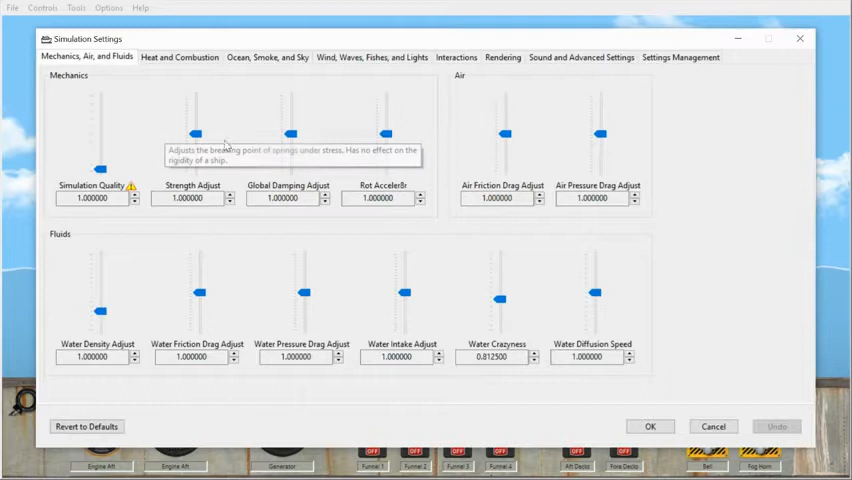 File Controls Tools Options Help
Simulation Settings
Mechanics, Air, and Fluids Heat and Combustion Ocean, Smoke, and Sky Wind, Waves, Fishes, and Lights Interactions Rendering Sound and Advanced Settings Settings Management
Mechanics
Air
Adjusts the breaking point of springs under stress. Has no effect on the
rigidity of a ship.
Simulation Quality Strength Adjust Global Damping Adjust Rot Acceler8r Air Friction Drag Adjust Air Pressure Drag Adjust
1.000000 1.000000 1.000000 1.000000 1.000000 1.000000
Fluids
Water Density Adjust Water Friction Drag Adjust Water Pressure Drag Adjust Water Intake Adjust Water Crazyness Water Diffusion Speed
1.000000 1.000000 1.000000 1.000000 0.812500 1.000000
Revert to Defaults OK Cancel Undo
OFF OFF OFF OFF OFF OFF
Engine Aft Engine Aft Generator Funnel 1 Funnel 2 Funnel 3 Funnel 4 Aft Decks Fore Decks Bell Fog Horn